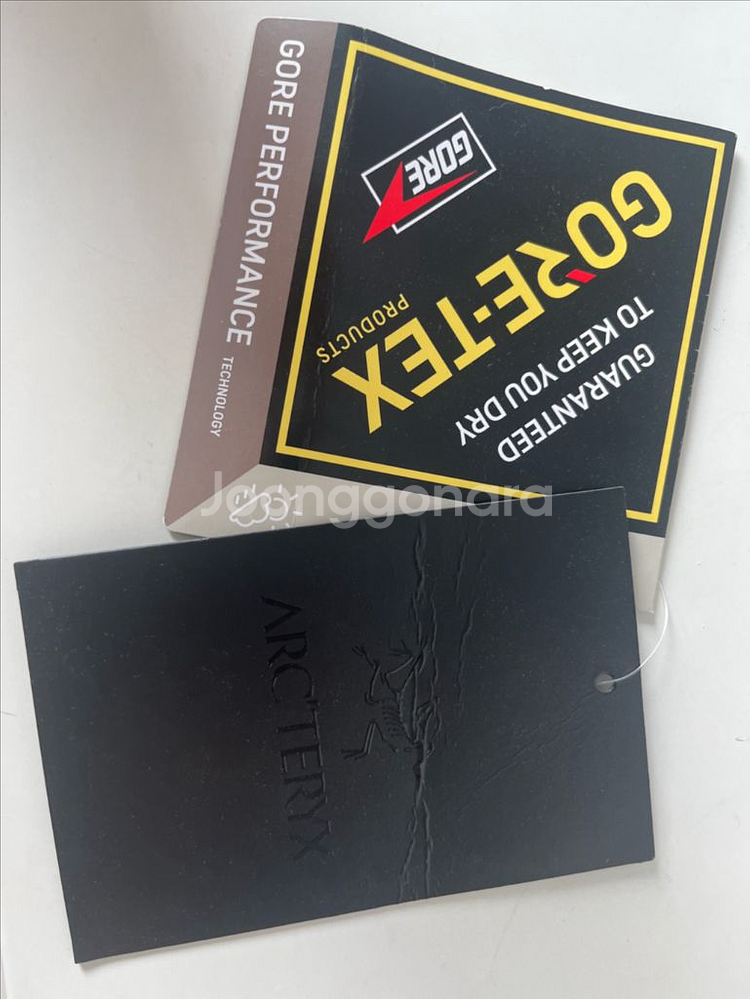 GORE PERFORMANCE TECHNOLOGY
GORE
GORE-TEX
PRODUCTS
GUARANTEED
TO KEEP YOU DRY
Joonggonara
ARC'TERYX